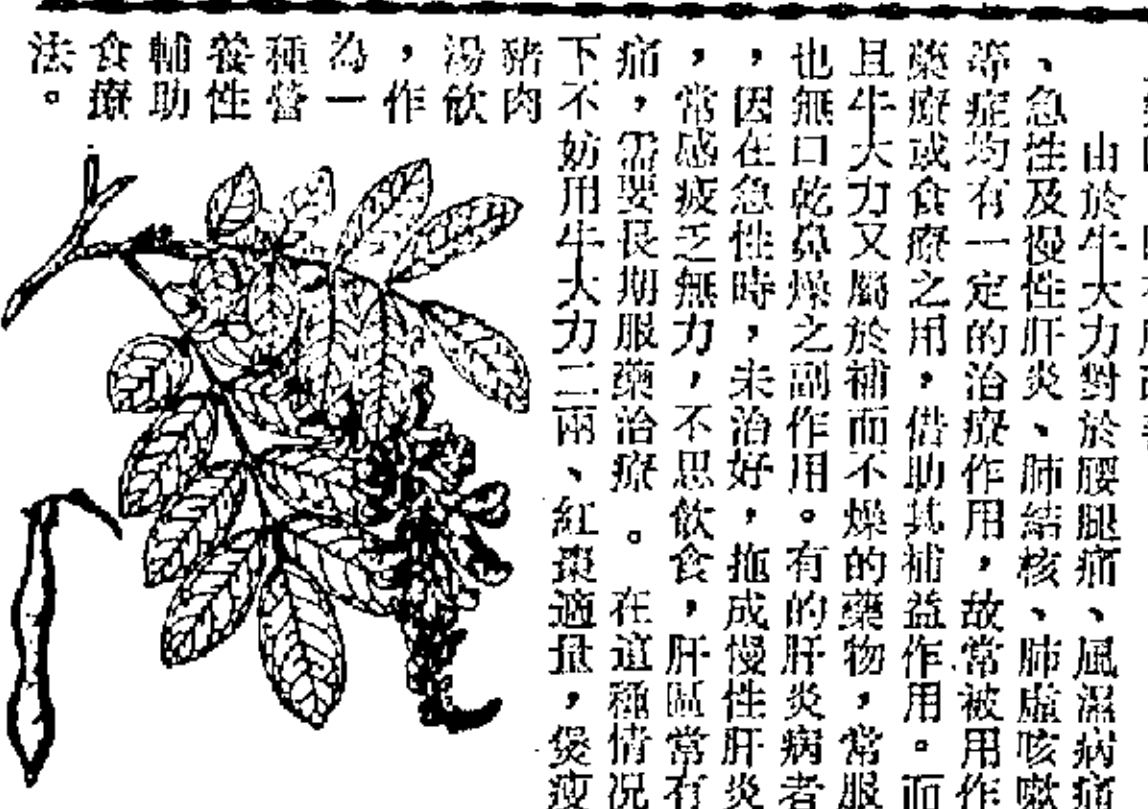 由於牛大力對於腰腿痛、風濕病痛
、急性及慢性肝炎、肺結核、肺虛咳嗽
等症均有一定的治療作用，故常被用作
藥療或食療之用，借助其補益作用。而
且牛大力又屬於補而不燥的藥物，常服
也無口乾鼻燥之副作用。有的肝炎病者
，因在急性時，未治好，拖成慢性肝炎
，常感疲乏無力，不思飲食，肝區常有
痛，需要長期服藥治療。在這種情况
下不妨用牛大力二兩、紅棗適量，煲瘦
豬肉
湯飲
，作
為一
種營
養性
輔助
食療
法。